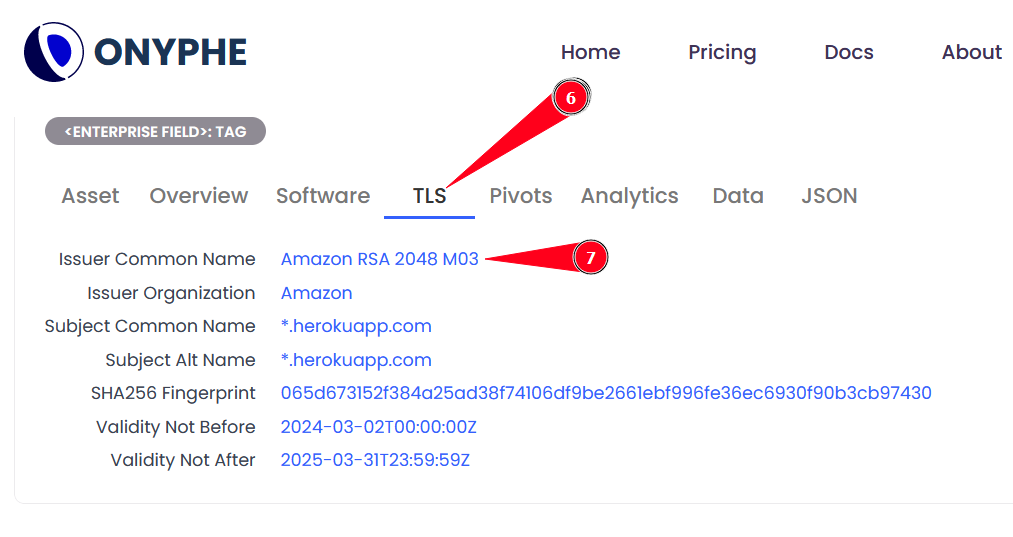 ONYPHE Home Pricing Docs About
6
<ENTERPRISE FIELD>: TAG
Asset Overview Software TLS Pivots Analytics Data JSON
Issuer Common Name Amazon RSA 2048 M03 7
Issuer Organization Amazon
Subject Common Name *.herokuapp.com
Subject Alt Name *.herokuapp.com
SHA256 Fingerprint 065d673152f384a25ad38f74106df9be2661ebf996fe36ec6930f90b3cb97430
Validity Not Before 2024-03-02T00:00:00Z
Validity Not After 2025-03-31T23:59:59Z